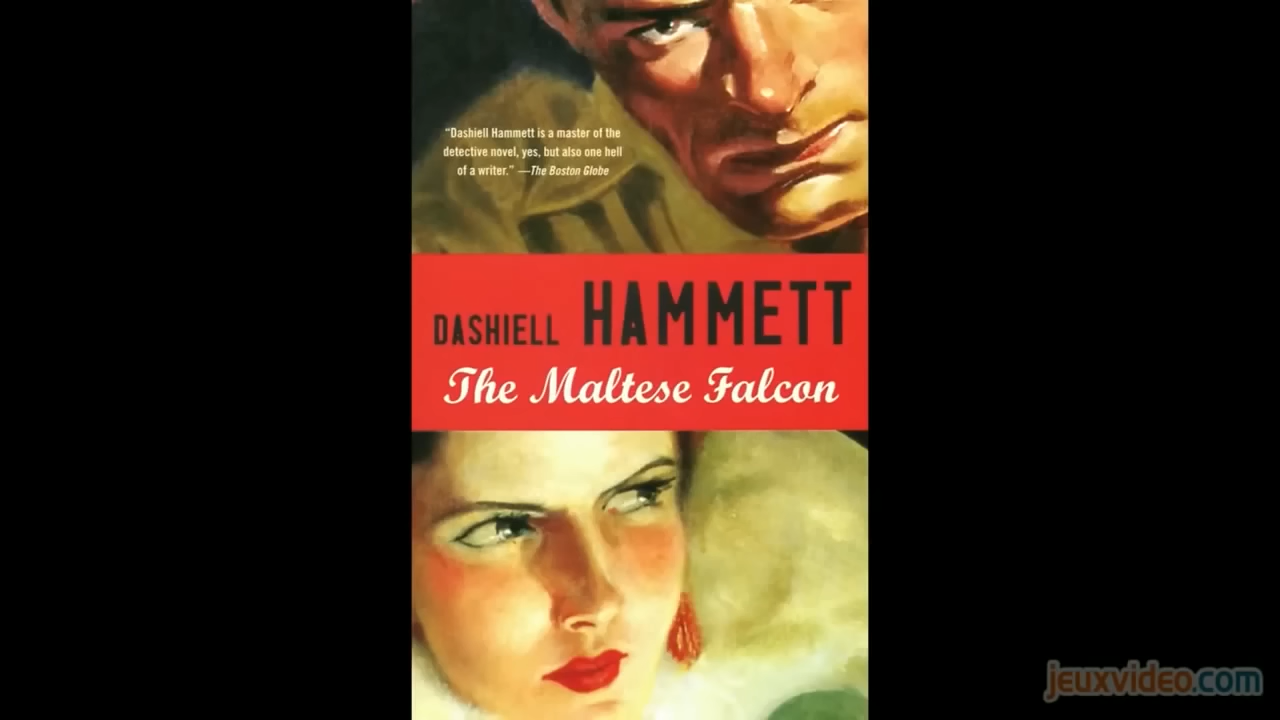 “Dashiell Hammett is a master of the
detective novel, yes, but also one hell
of a writer.” —The Boston Globe
DASHIELL HAMMETT
The Maltese Falcon
jeuxvideo.com